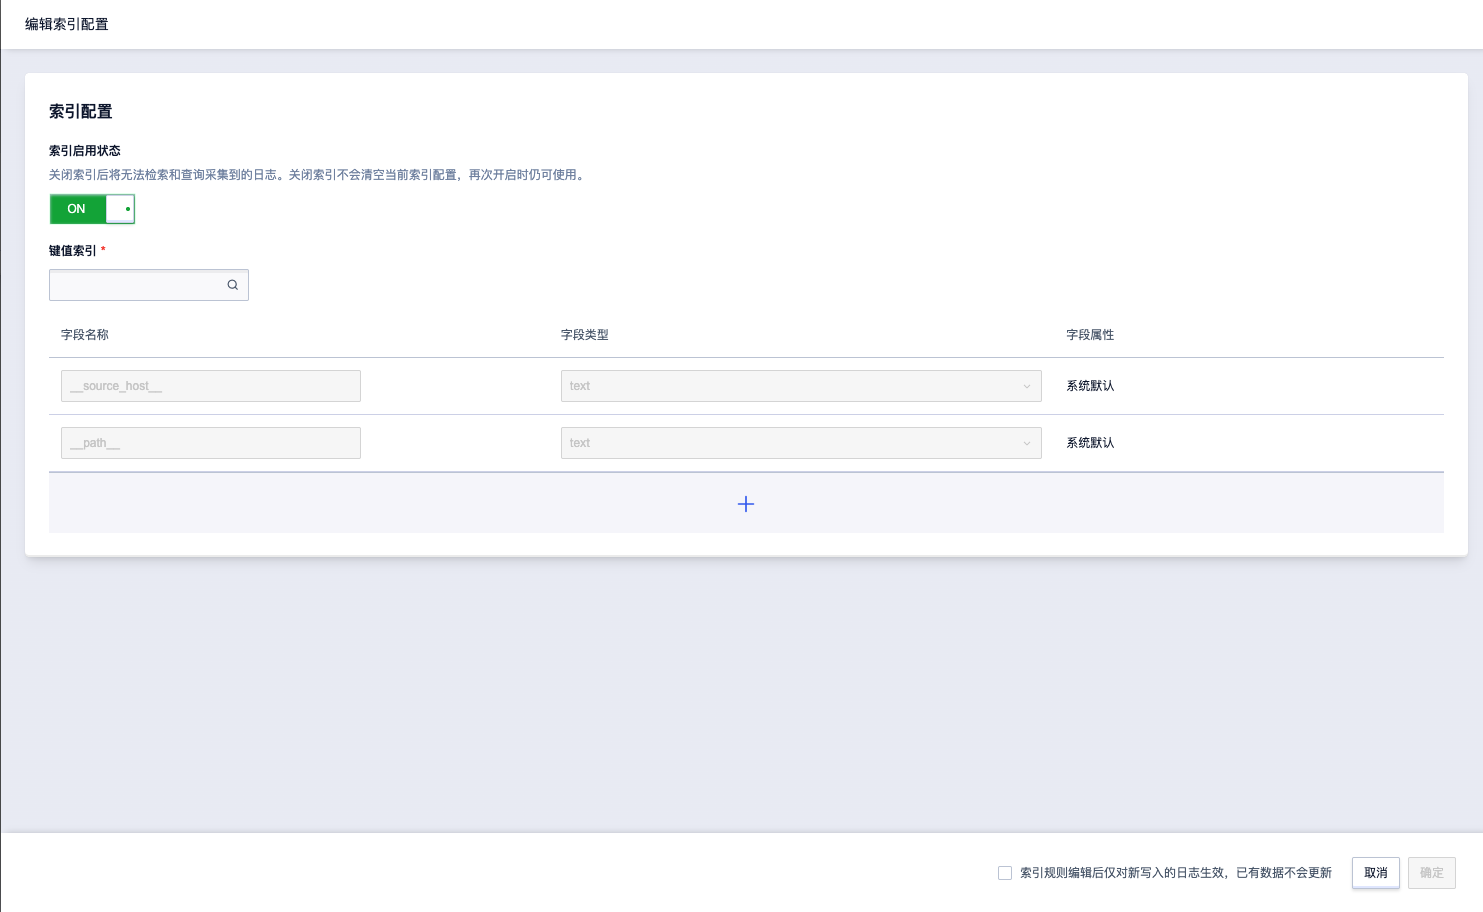 编辑索引配置
索引配置
索引启用状态
关闭索引后将无法检索和查询采集到的日志。关闭索引不会清空当前索引配置，再次开启时仍可使用。
ON
键值索引 *
字段名称 字段类型 字段属性
__source_host__ text 系统默认
__path__ text 系统默认
索引规则编辑后仅对新写入的日志生效，已有数据不会更新 取消 确定